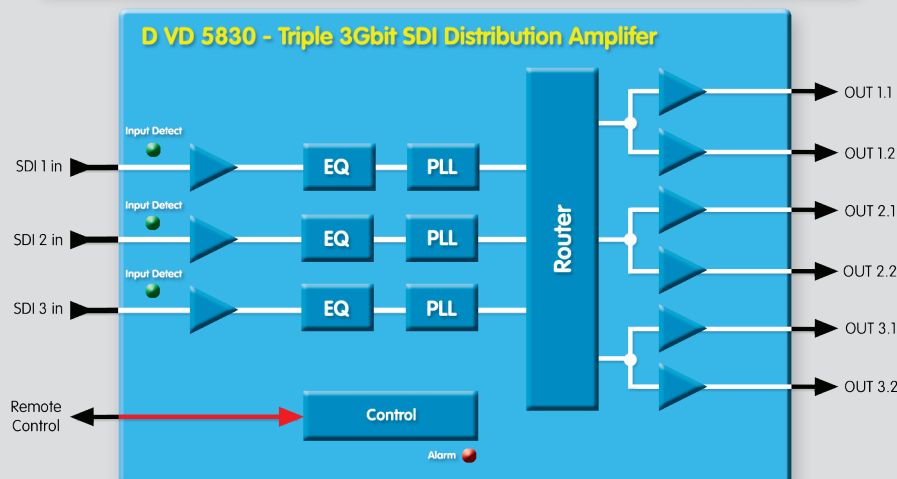 D VD 5830 - Triple 3Gbit SDI Distribution Amplifer
Input Detect
SDI 1 in
EQ
PLL
Input Detect
SDI 2 in
EQ
PLL
Input Detect
SDI 3 in
EQ
PLL
Router
OUT 1.1
OUT 1.2
OUT 2.1
OUT 2.2
OUT 3.1
OUT 3.2
Remote
Control
Control
Alarm